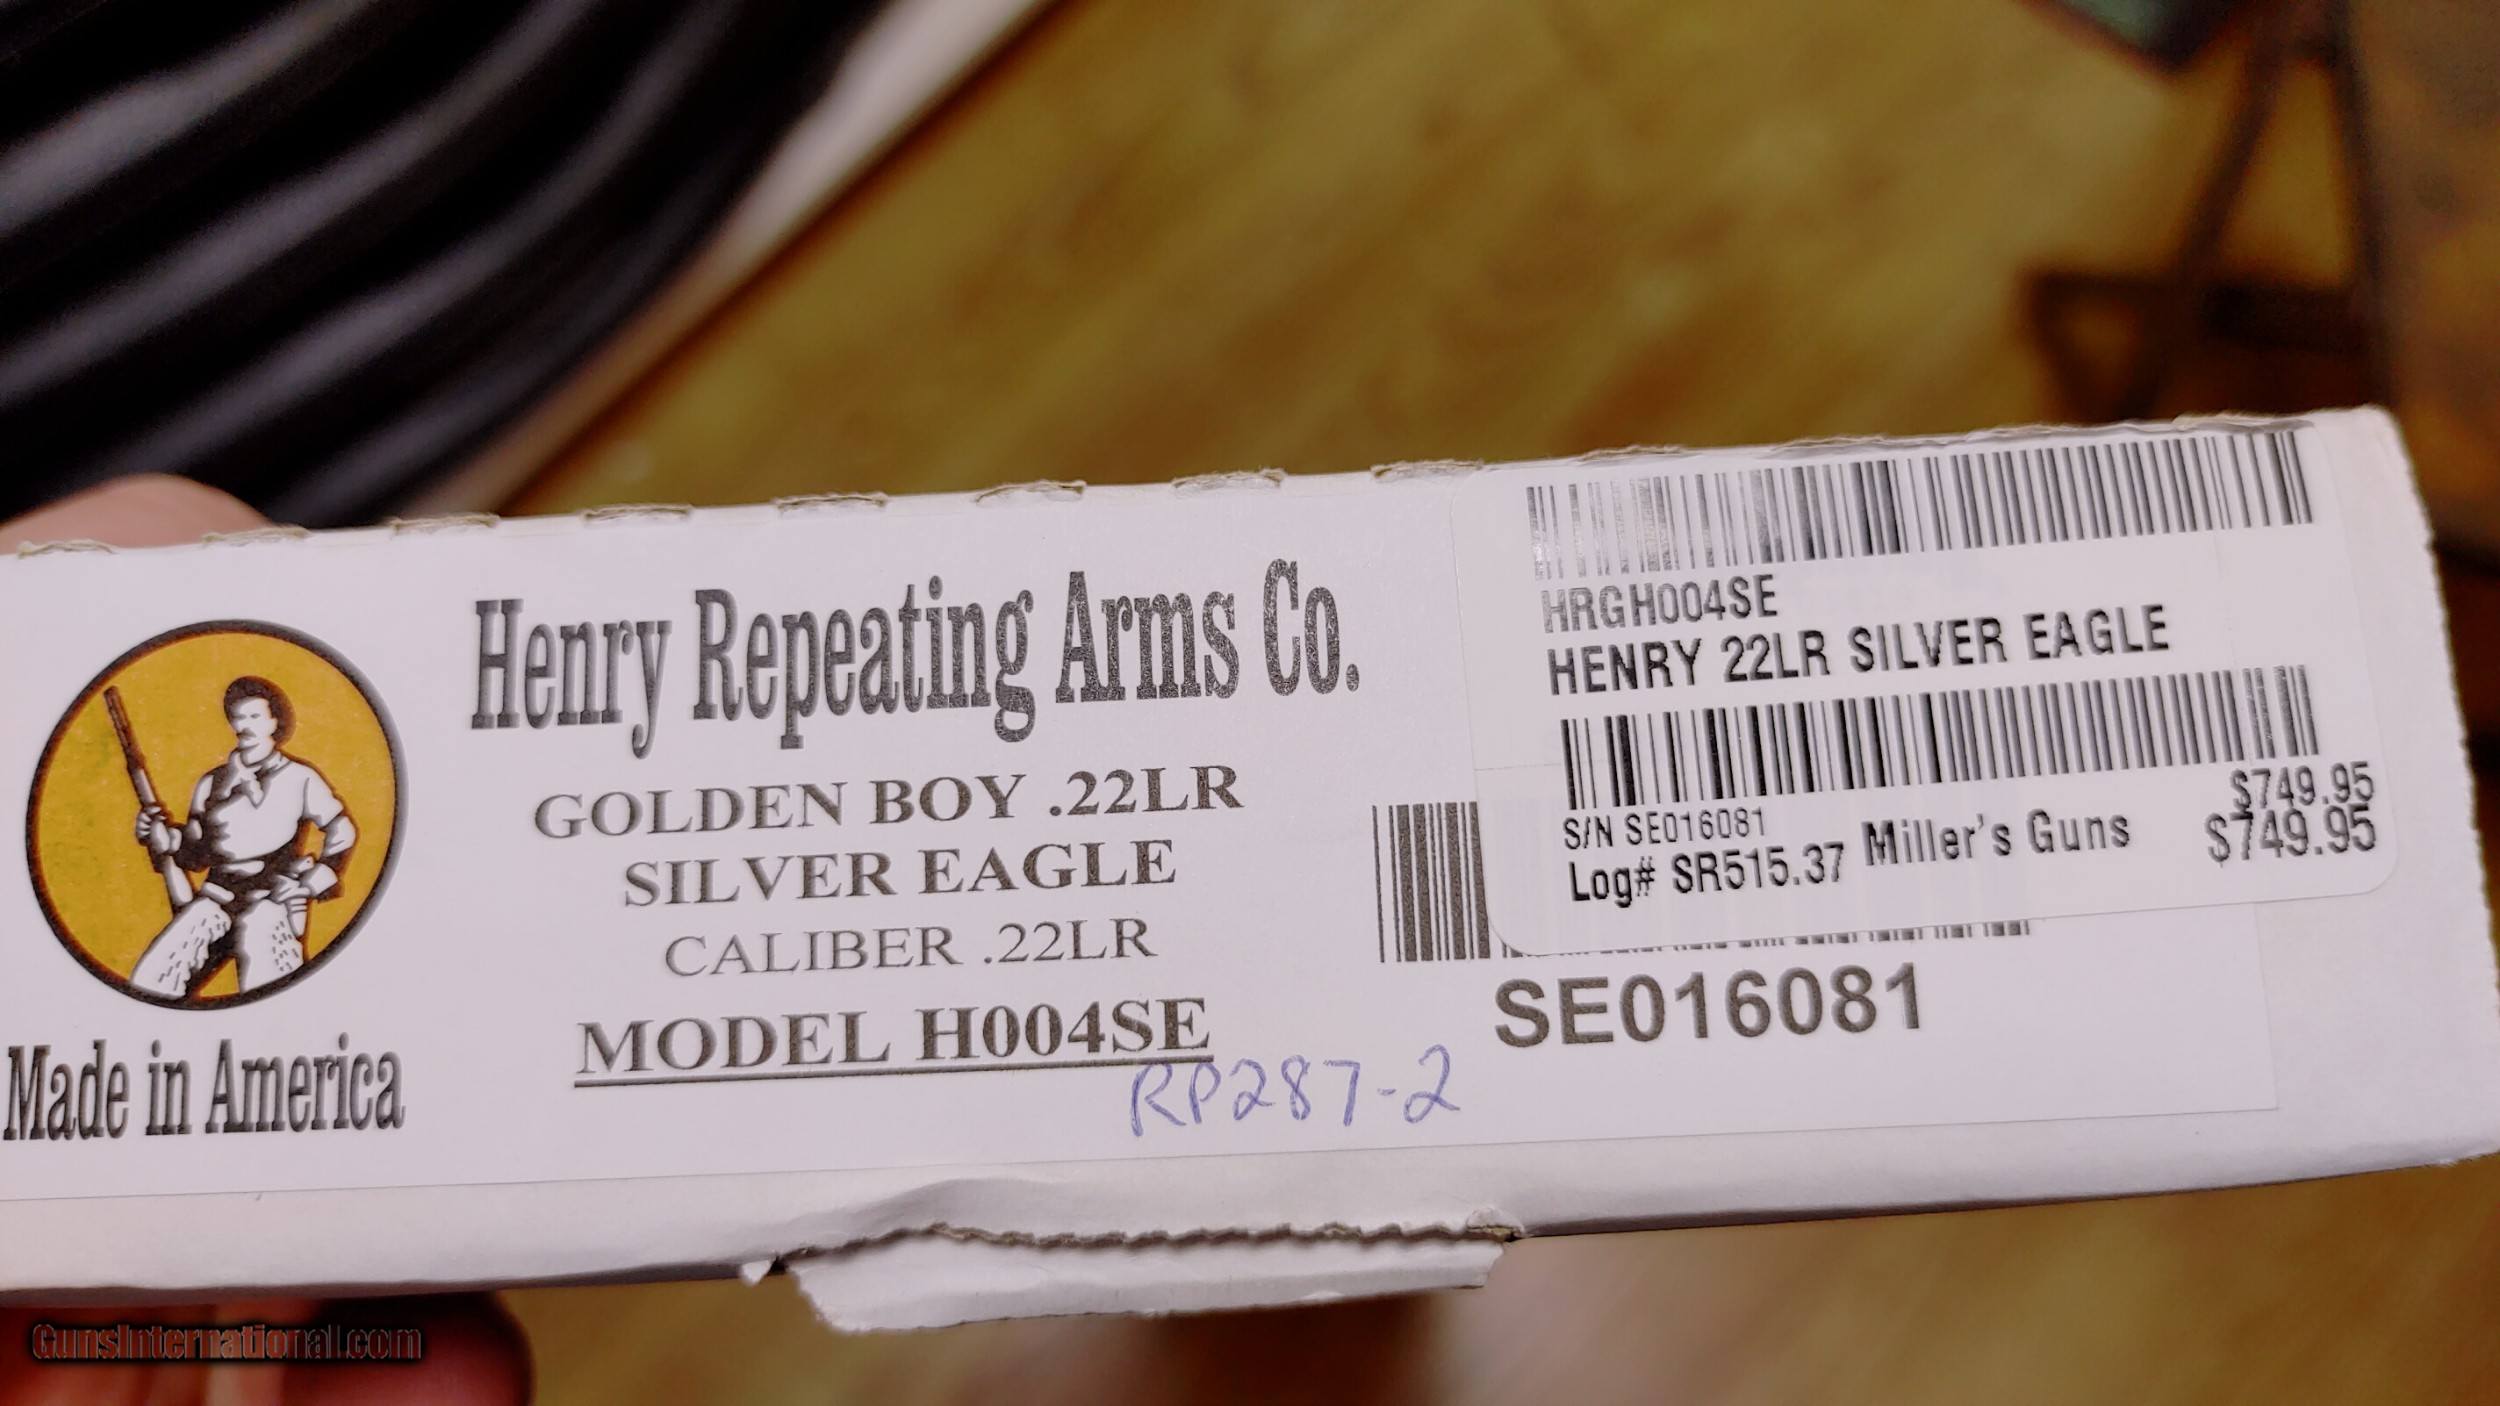 Henry Repeating Arms Co.
GOLDEN BOY .22LR
SILVER EAGLE
CALIBER .22LR
MODEL H004SE
RP287-2
Made in America
HRGH004SE
HENRY 22LR SILVER EAGLE
$749.95
S/N SE016081
Log# SR515.37 Miller's Guns $749.95
SE016081
GunsInternational.com